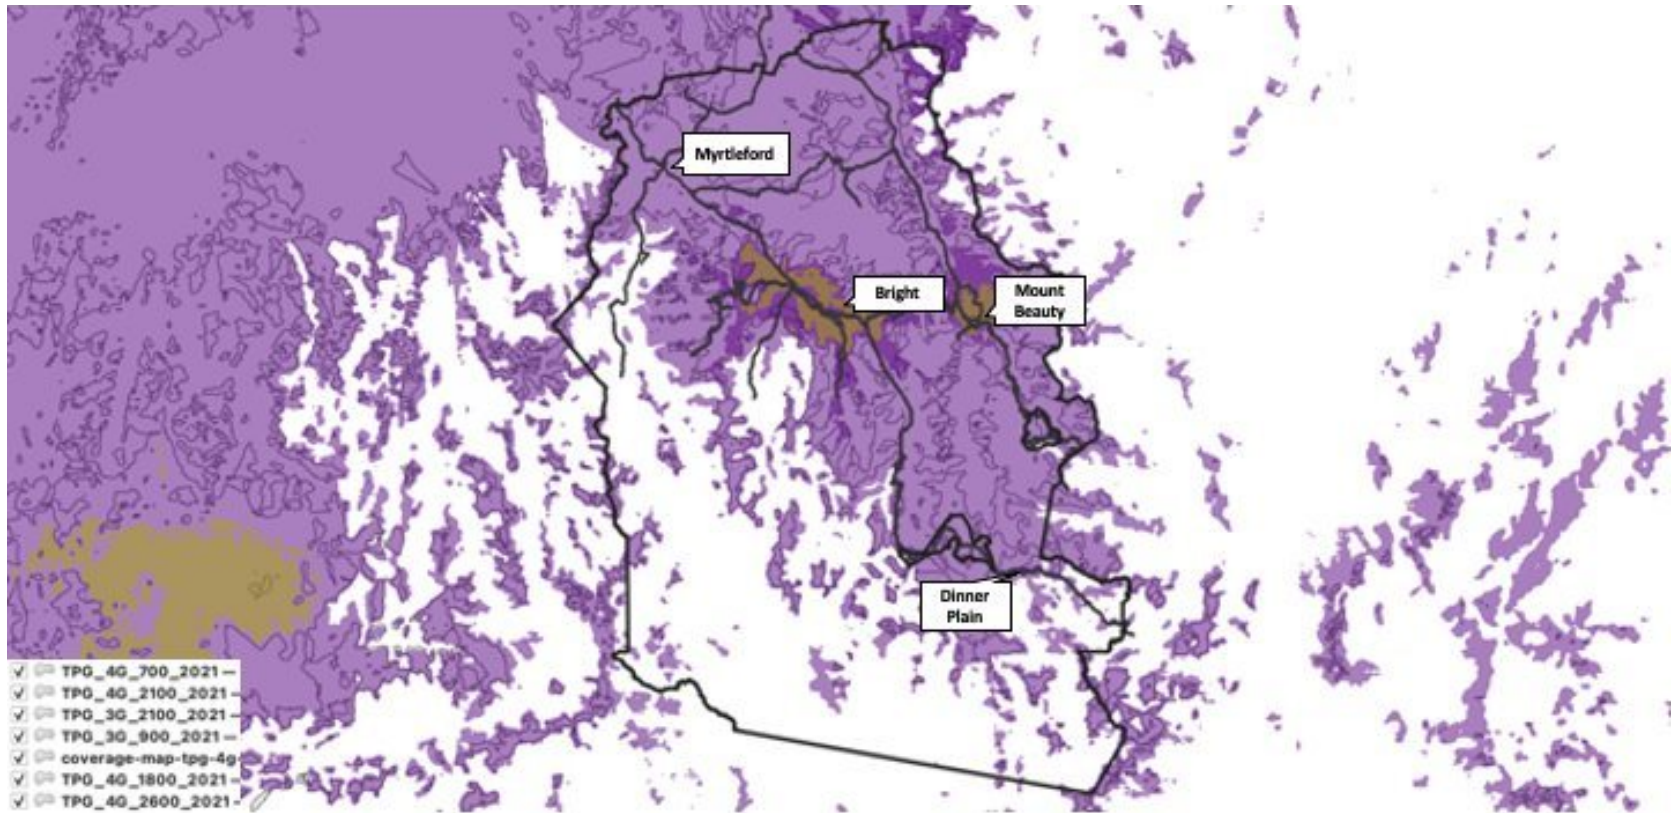 Myrtleford
Bright
Mount
Beauty
Dinner
Plain
TPG_4G_700_2021 —
TPG_4G_2100_2021 -
TPG_3G_2100_2021 -
TPG_3G_900_2021 —
coverage-map-tpg-4g-
TPG_4G_1800_2021 -
TPG_4G_2600_2021 -